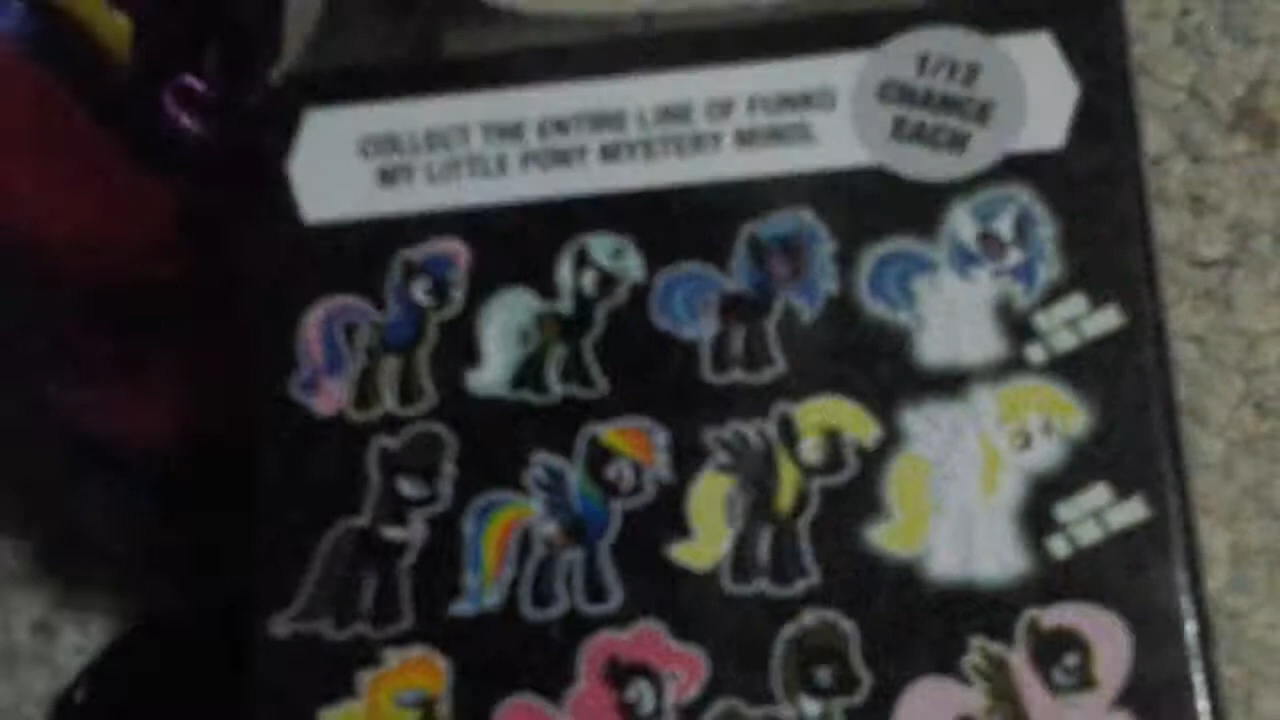 COLLECT THE ENTIRE LINE OF FUNKO
MY LITTLE PONY MYSTERY MINIS.
1/12
CHANCE
EACH